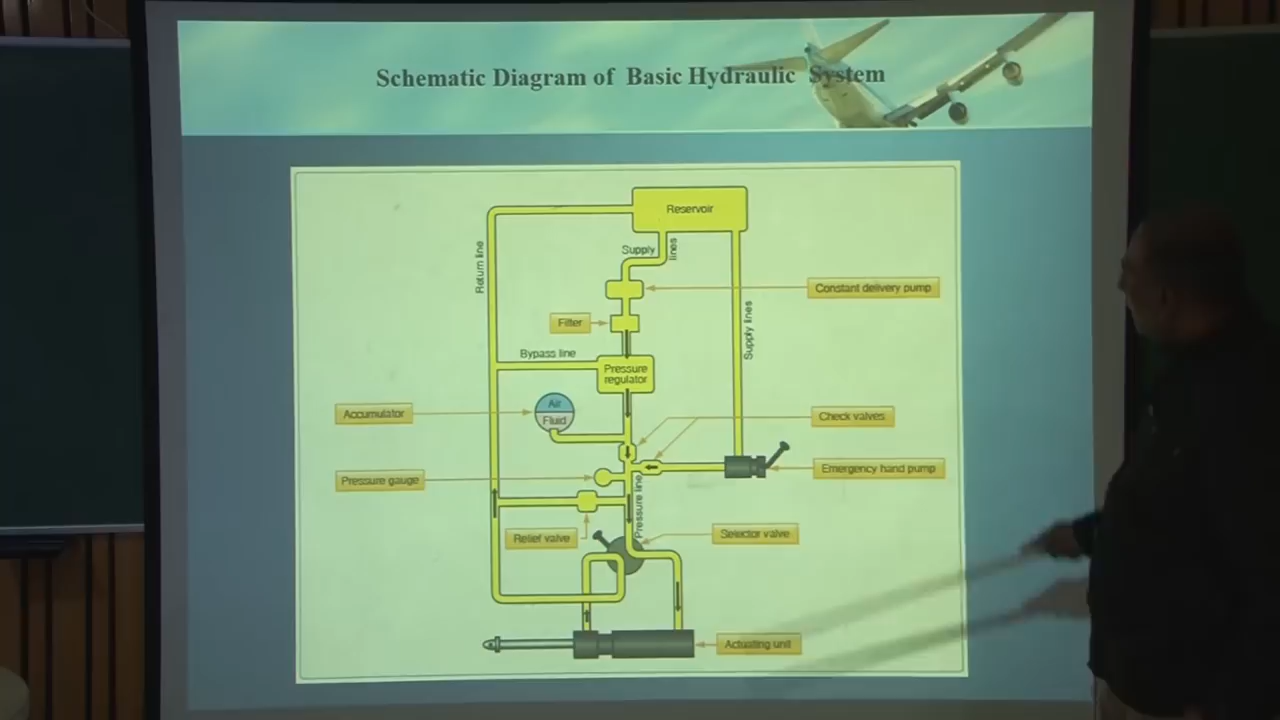 Schematic Diagram of Basic Hydraulic System
Reservoir
Return line
Supply lines
Constant delivery pump
Filter
Supply lines
Bypass line
Pressure regulator
Air
Fluid
Accumulator
Check valves
Emergency hand pump
Pressure gauge
Pressure line
Relief valve
Selector valve
Actuating unit